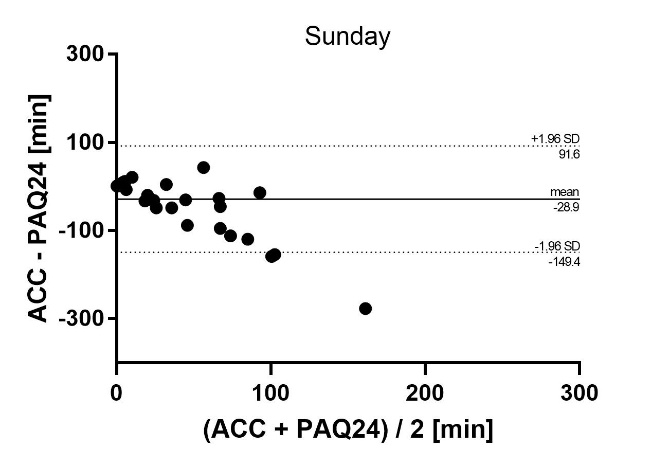 Sunday
300
100
-100
-300
ACC - PAQ24 [min]
+1.96 SD
91.6
mean
-28.9
-1.96 SD
-149.4
0
100
200
300
(ACC + PAQ24) / 2 [min]